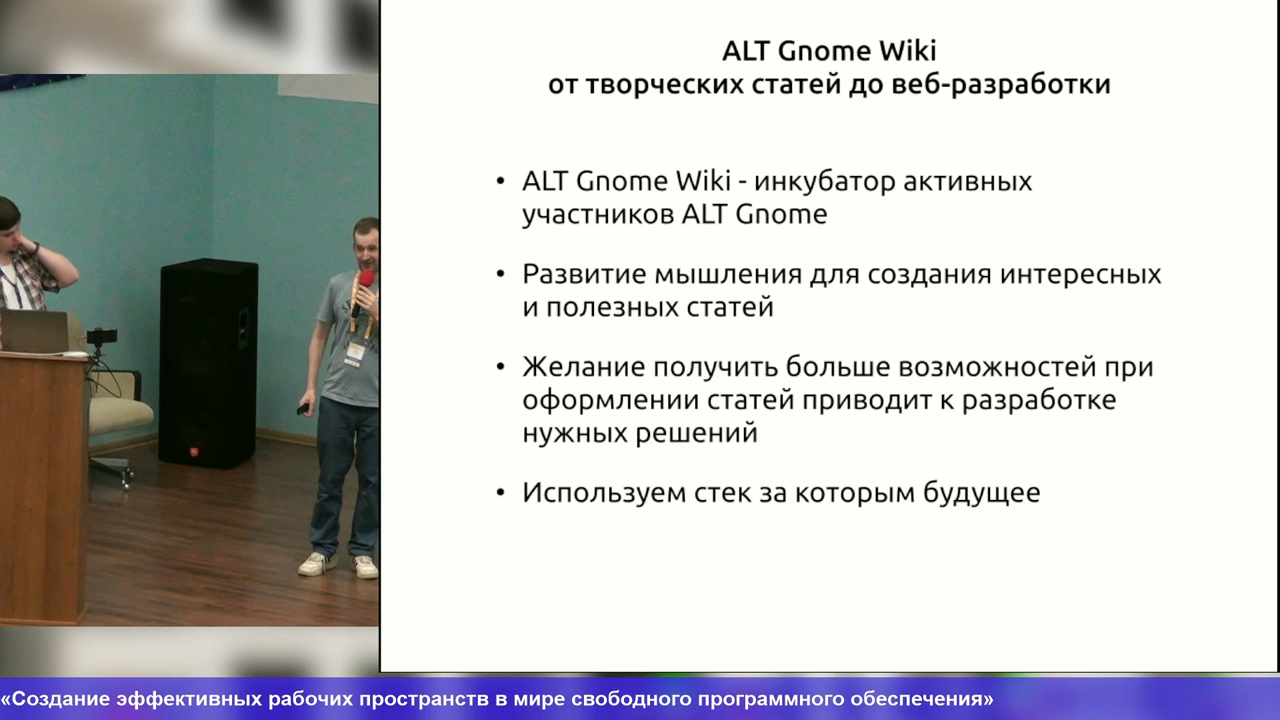 ALT Gnome Wiki
от творческих статей до веб-разработки
• ALT Gnome Wiki - инкубатор активных
участников ALT Gnome
• Развитие мышления для создания интересных
и полезных статей
• Желание получить больше возможностей при
оформлении статей приводит к разработке
нужных решений
• Используем стек за которым будущее
«Создание эффективных рабочих пространств в мире свободного программного обеспечения»